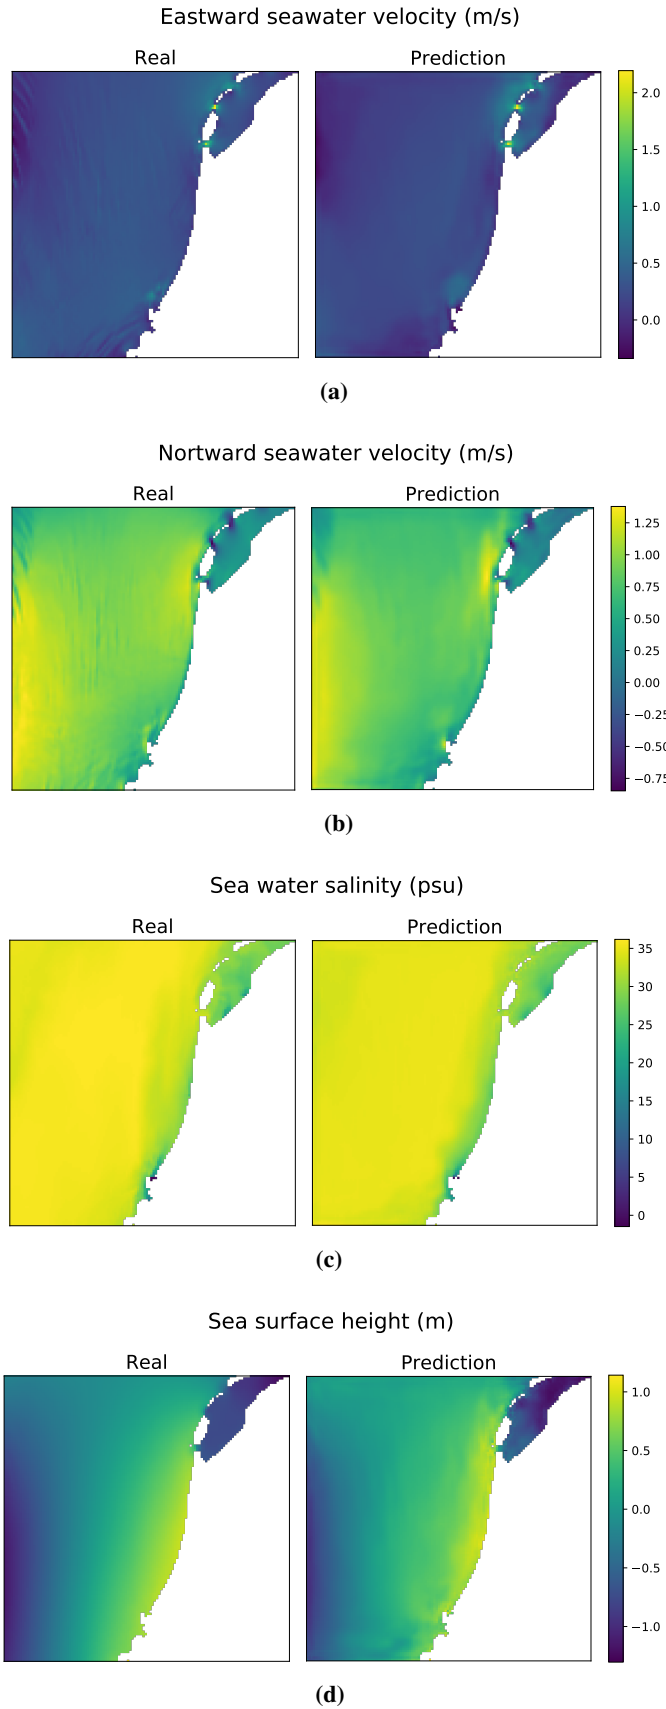 Eastward seawater velocity (m/s)
Real Prediction
2.0
1.5
1.0
0.5
0.0
(a)
Nortward seawater velocity (m/s)
Real Prediction
1.25
1.00
0.75
0.50
0.25
0.00
−0.25
−0.50
−0.75
(b)
Sea water salinity (psu)
Real Prediction
35
30
25
20
15
10
5
0
(c)
Sea surface height (m)
Real Prediction
1.0
0.5
0.0
−0.5
−1.0
(d)